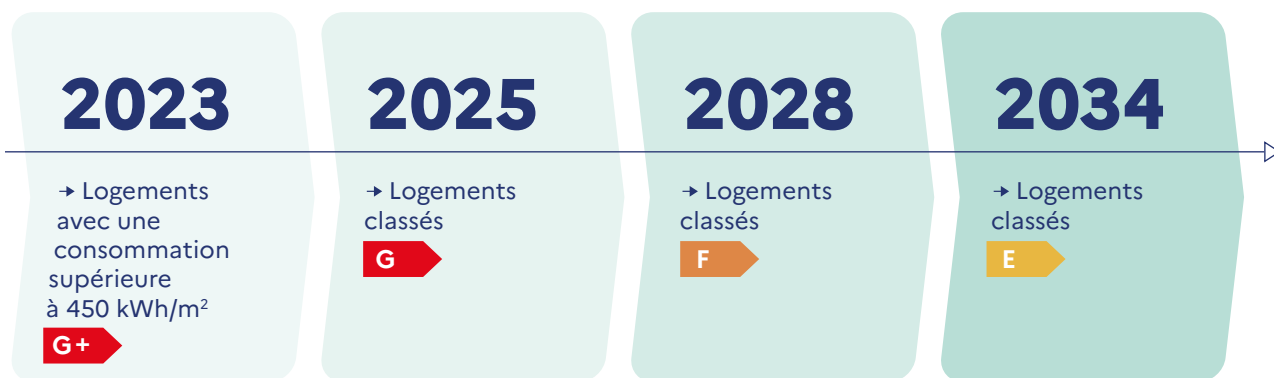 2023
→ Logements
avec une
consommation
supérieure
à 450 kWh/m²
G+
2025
→ Logements
classés
G
2028
→ Logements
classés
F
2034
→ Logements
classés
E